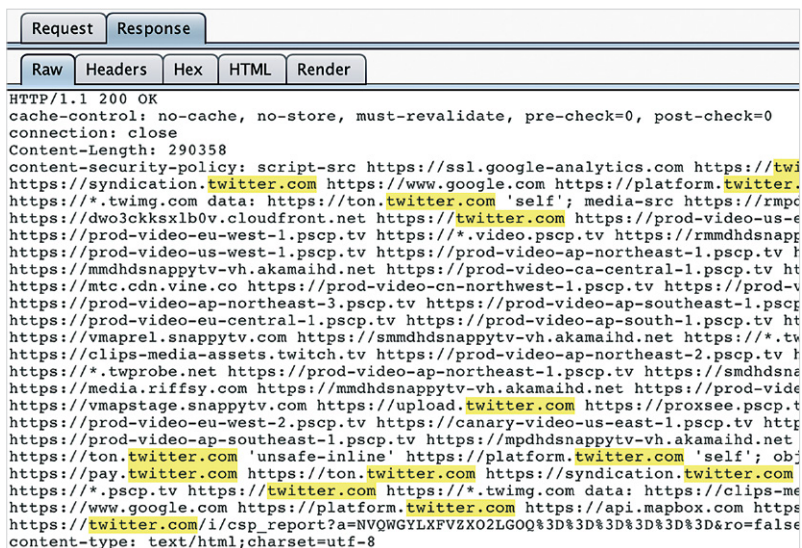 Request Response
Raw Headers Hex HTML Render
HTTP/1.1 200 OK
cache-control: no-cache, no-store, must-revalidate, pre-check=0, post-check=0
connection: close
Content-Length: 290358
content-security-policy: script-src https://ssl.google-analytics.com https://twi
https://syndication.twitter.com https://www.google.com https://platform.twitter.
https://*.twimg.com data: https://ton.twitter.com 'self'; media-src https://rmpd
https://dwo3ckksxlb0v.cloudfront.net https://twitter.com https://prod-video-us-e
https://prod-video-eu-west-1.pscp.tv https://*.video.pscp.tv https://rmmdhdsnapp
https://prod-video-us-west-1.pscp.tv https://prod-video-ap-northeast-1.pscp.tv h
https://mmdhdsnappytv-vh.akamaihd.net https://prod-video-ca-central-1.pscp.tv ht
https://mtc.cdn.vine.co https://prod-video-cn-northwest-1.pscp.tv https://prod-v
https://prod-video-ap-northeast-3.pscp.tv https://prod-video-ap-southeast-1.pscp
https://prod-video-eu-central-1.pscp.tv https://prod-video-ap-south-1.pscp.tv ht
https://vmaprel.snappytv.com https://smmdhdsnappytv-vh.akamaihd.net https://*.tw
https://clips-media-assets.twitch.tv https://prod-video-ap-northeast-2.pscp.tv h
https://*.twprobe.net https://prod-video-ap-northeast-1.pscp.tv https://smdhdsna
https://media.riffsy.com https://mmdhdsnappytv-vh.akamaihd.net https://prod-vide
https://vmapstage.snappytv.com https://upload.twitter.com https://proxsee.pscp.t
https://prod-video-eu-west-2.pscp.tv https://canary-video-us-east-1.pscp.tv http
https://prod-video-ap-southeast-1.pscp.tv https://mpdhdsnappytv-vh.akamaihd.net
https://ton.twitter.com 'unsafe-inline' https://platform.twitter.com 'self'; obj
https://pay.twitter.com https://ton.twitter.com https://syndication.twitter.com
https://*.pscp.tv https://twitter.com https://*.twimg.com data: https://clips-me
https://www.google.com https://platform.twitter.com https://api.mapbox.com https
https://twitter.com/i/csp_report?a=NVQWGYLXFVZXO2LGOQ%3D%3D%3D%3D%3D%3D&ro=false
content-type: text/html;charset=utf-8